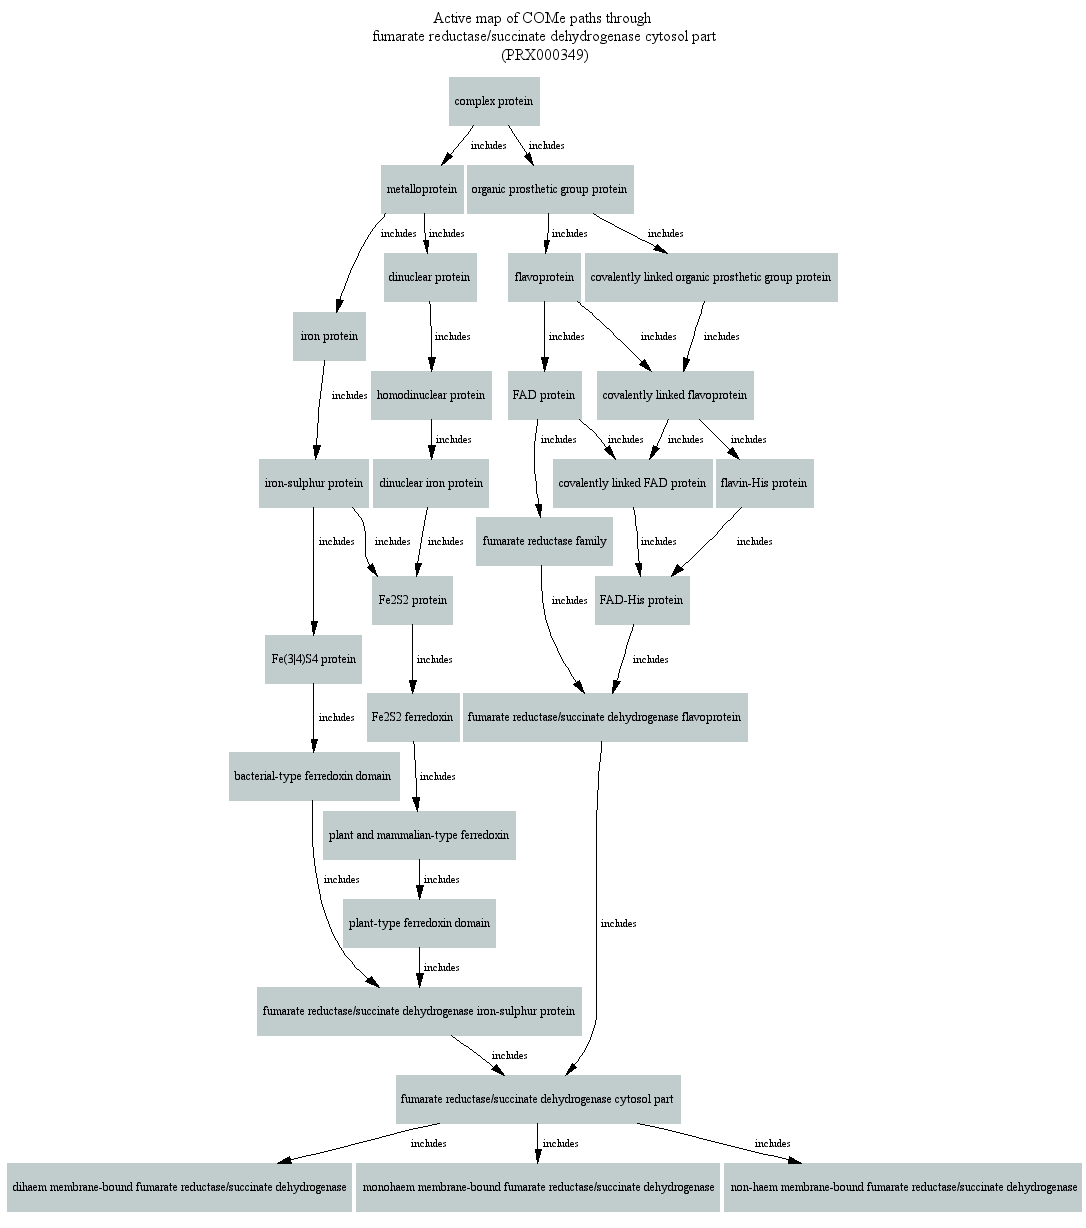 Active map of COMe paths through
fumarate reductase/succinate dehydrogenase cytosol part
(PRX000349)
complex protein
includes
includes
metalloprotein
organic prosthetic group protein
includes
includes
includes
includes
dinuclear protein
flavoprotein
covalently linked organic prosthetic group protein
iron protein
includes
includes
includes
includes
includes
homodinuclear protein
FAD protein
covalently linked flavoprotein
includes
includes
includes
includes
includes
iron-sulphur protein
dinuclear iron protein
covalently linked FAD protein
flavin-His protein
includes
includes
includes
fumarate reductase family
includes
includes
Fe2S2 protein
includes
FAD-His protein
Fe(3|4)S4 protein
includes
includes
includes
Fe2S2 ferredoxin
fumarate reductase/succinate dehydrogenase flavoprotein
bacterial-type ferredoxin domain
includes
plant and mammalian-type ferredoxin
includes
includes
plant-type ferredoxin domain
includes
includes
fumarate reductase/succinate dehydrogenase iron-sulphur protein
includes
fumarate reductase/succinate dehydrogenase cytosol part
includes
includes
includes
dihaem membrane-bound fumarate reductase/succinate dehydrogenase
monohaem membrane-bound fumarate reductase/succinate dehydrogenase
non-haem membrane-bound fumarate reductase/succinate dehydrogenase